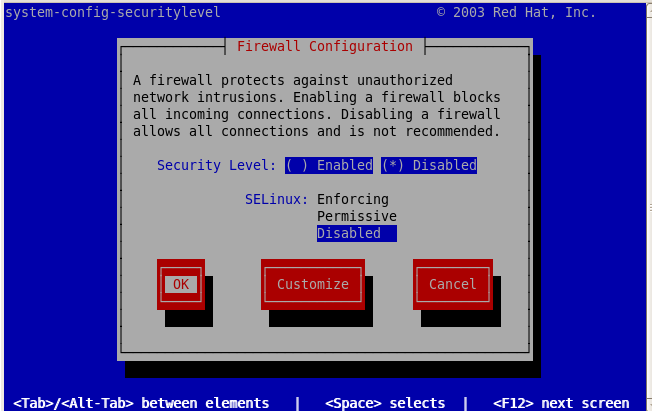 system-config-securitylevel © 2003 Red Hat, Inc.
Firewall Configuration
A firewall protects against unauthorized
network intrusions. Enabling a firewall blocks
all incoming connections. Disabling a firewall
allows all connections and is not recommended.
Security Level: ( ) Enabled (*) Disabled
SELinux: Enforcing
Permissive
Disabled
OK Customize Cancel
<Tab>/<Alt-Tab> between elements | <Space> selects | <F12> next screen